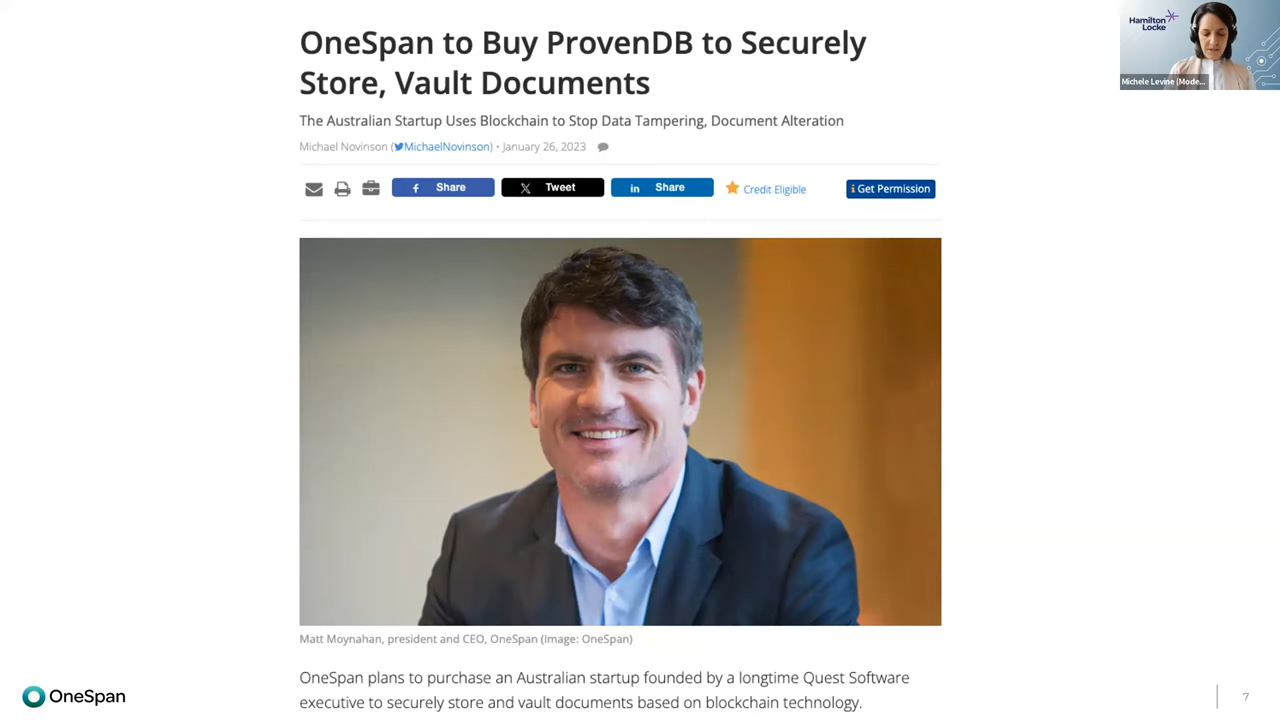 OneSpan to Buy ProvenDB to Securely
Store, Vault Documents
The Australian Startup Uses Blockchain to Stop Data Tampering, Document Alteration
Michael Novinson (MichaelNovinson) • January 26, 2023
Share
Tweet
Share
Credit Eligible
Get Permission
Matt Moynahan, president and CEO, OneSpan (Image: OneSpan)
OneSpan plans to purchase an Australian startup founded by a longtime Quest Software
executive to securely store and vault documents based on blockchain technology.
OneSpan
7
Hamilton
Locke
Michele Levine (Mode...